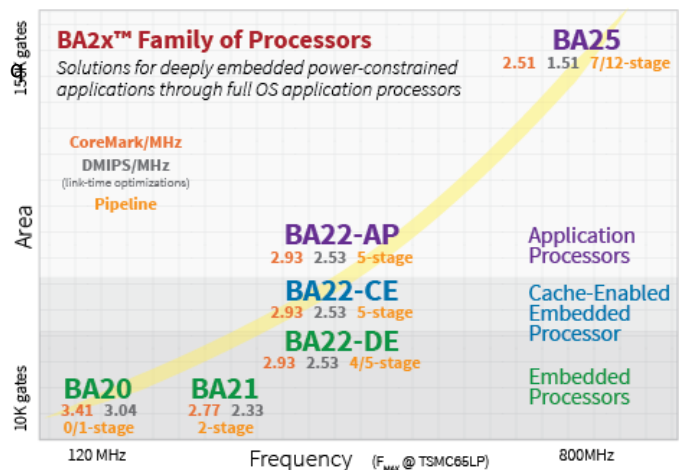 BA2x™ Family of Processors
Solutions for deeply embedded power-constrained
applications through full OS application processors
CoreMark/MHz
DMIPS/MHz
(link-time optimizations)
Pipeline
BA25
2.51 1.51 7/12-stage
BA22-AP
2.93 2.53 5-stage
Application
Processors
BA22-CE
2.93 2.53 5-stage
Cache-Enabled
Embedded
Processor
BA22-DE
2.93 2.53 4/5-stage
Embedded
Processors
BA20
3.41 3.04
0/1-stage
BA21
2.77 2.33
2-stage
gates
Area
10K gates
120 MHz
Frequency (FMAX @ TSMC65LP)
800MHz